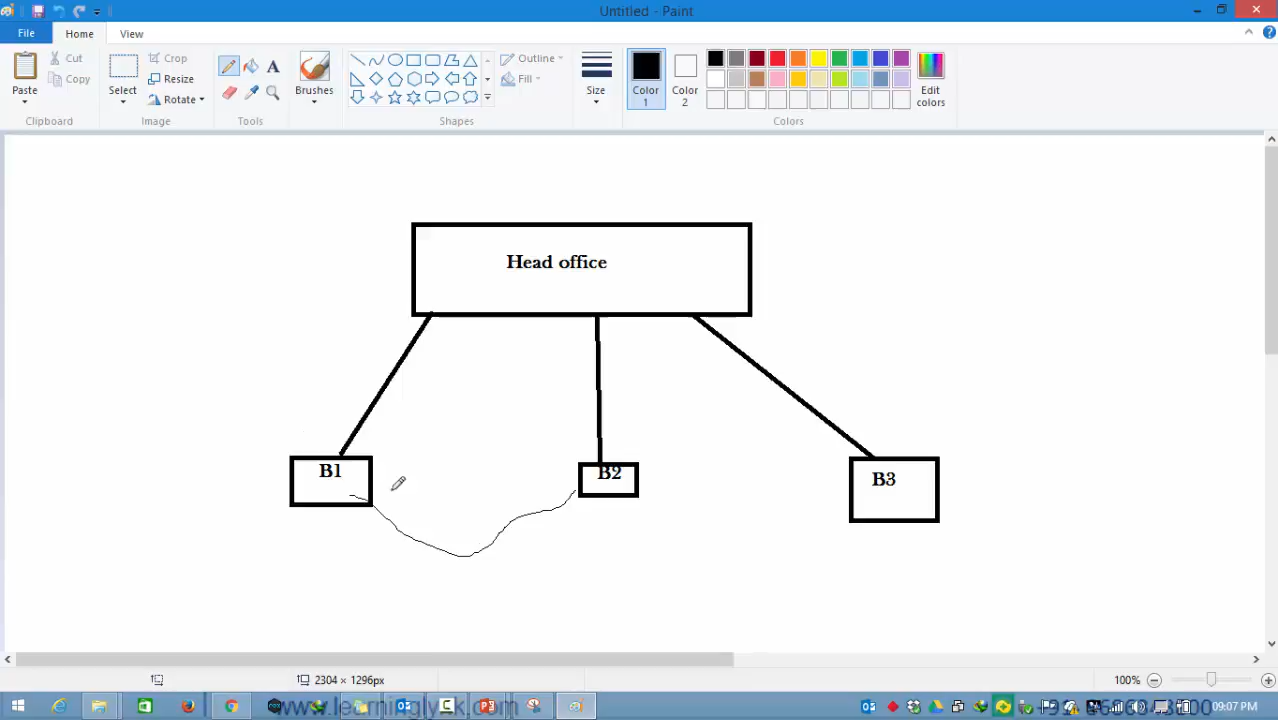 Untitled - Paint
File
Home
View
Paste
Cut
Copy
Clipboard
Select
Crop
Resize
Rotate
Image
Tools
Brushes
Outline
Fill
Shapes
Size
Color 1
Color 2
Edit colors
Colors
Head office
B1
B2
B3
2304 × 1296px
100%
09:07 PM